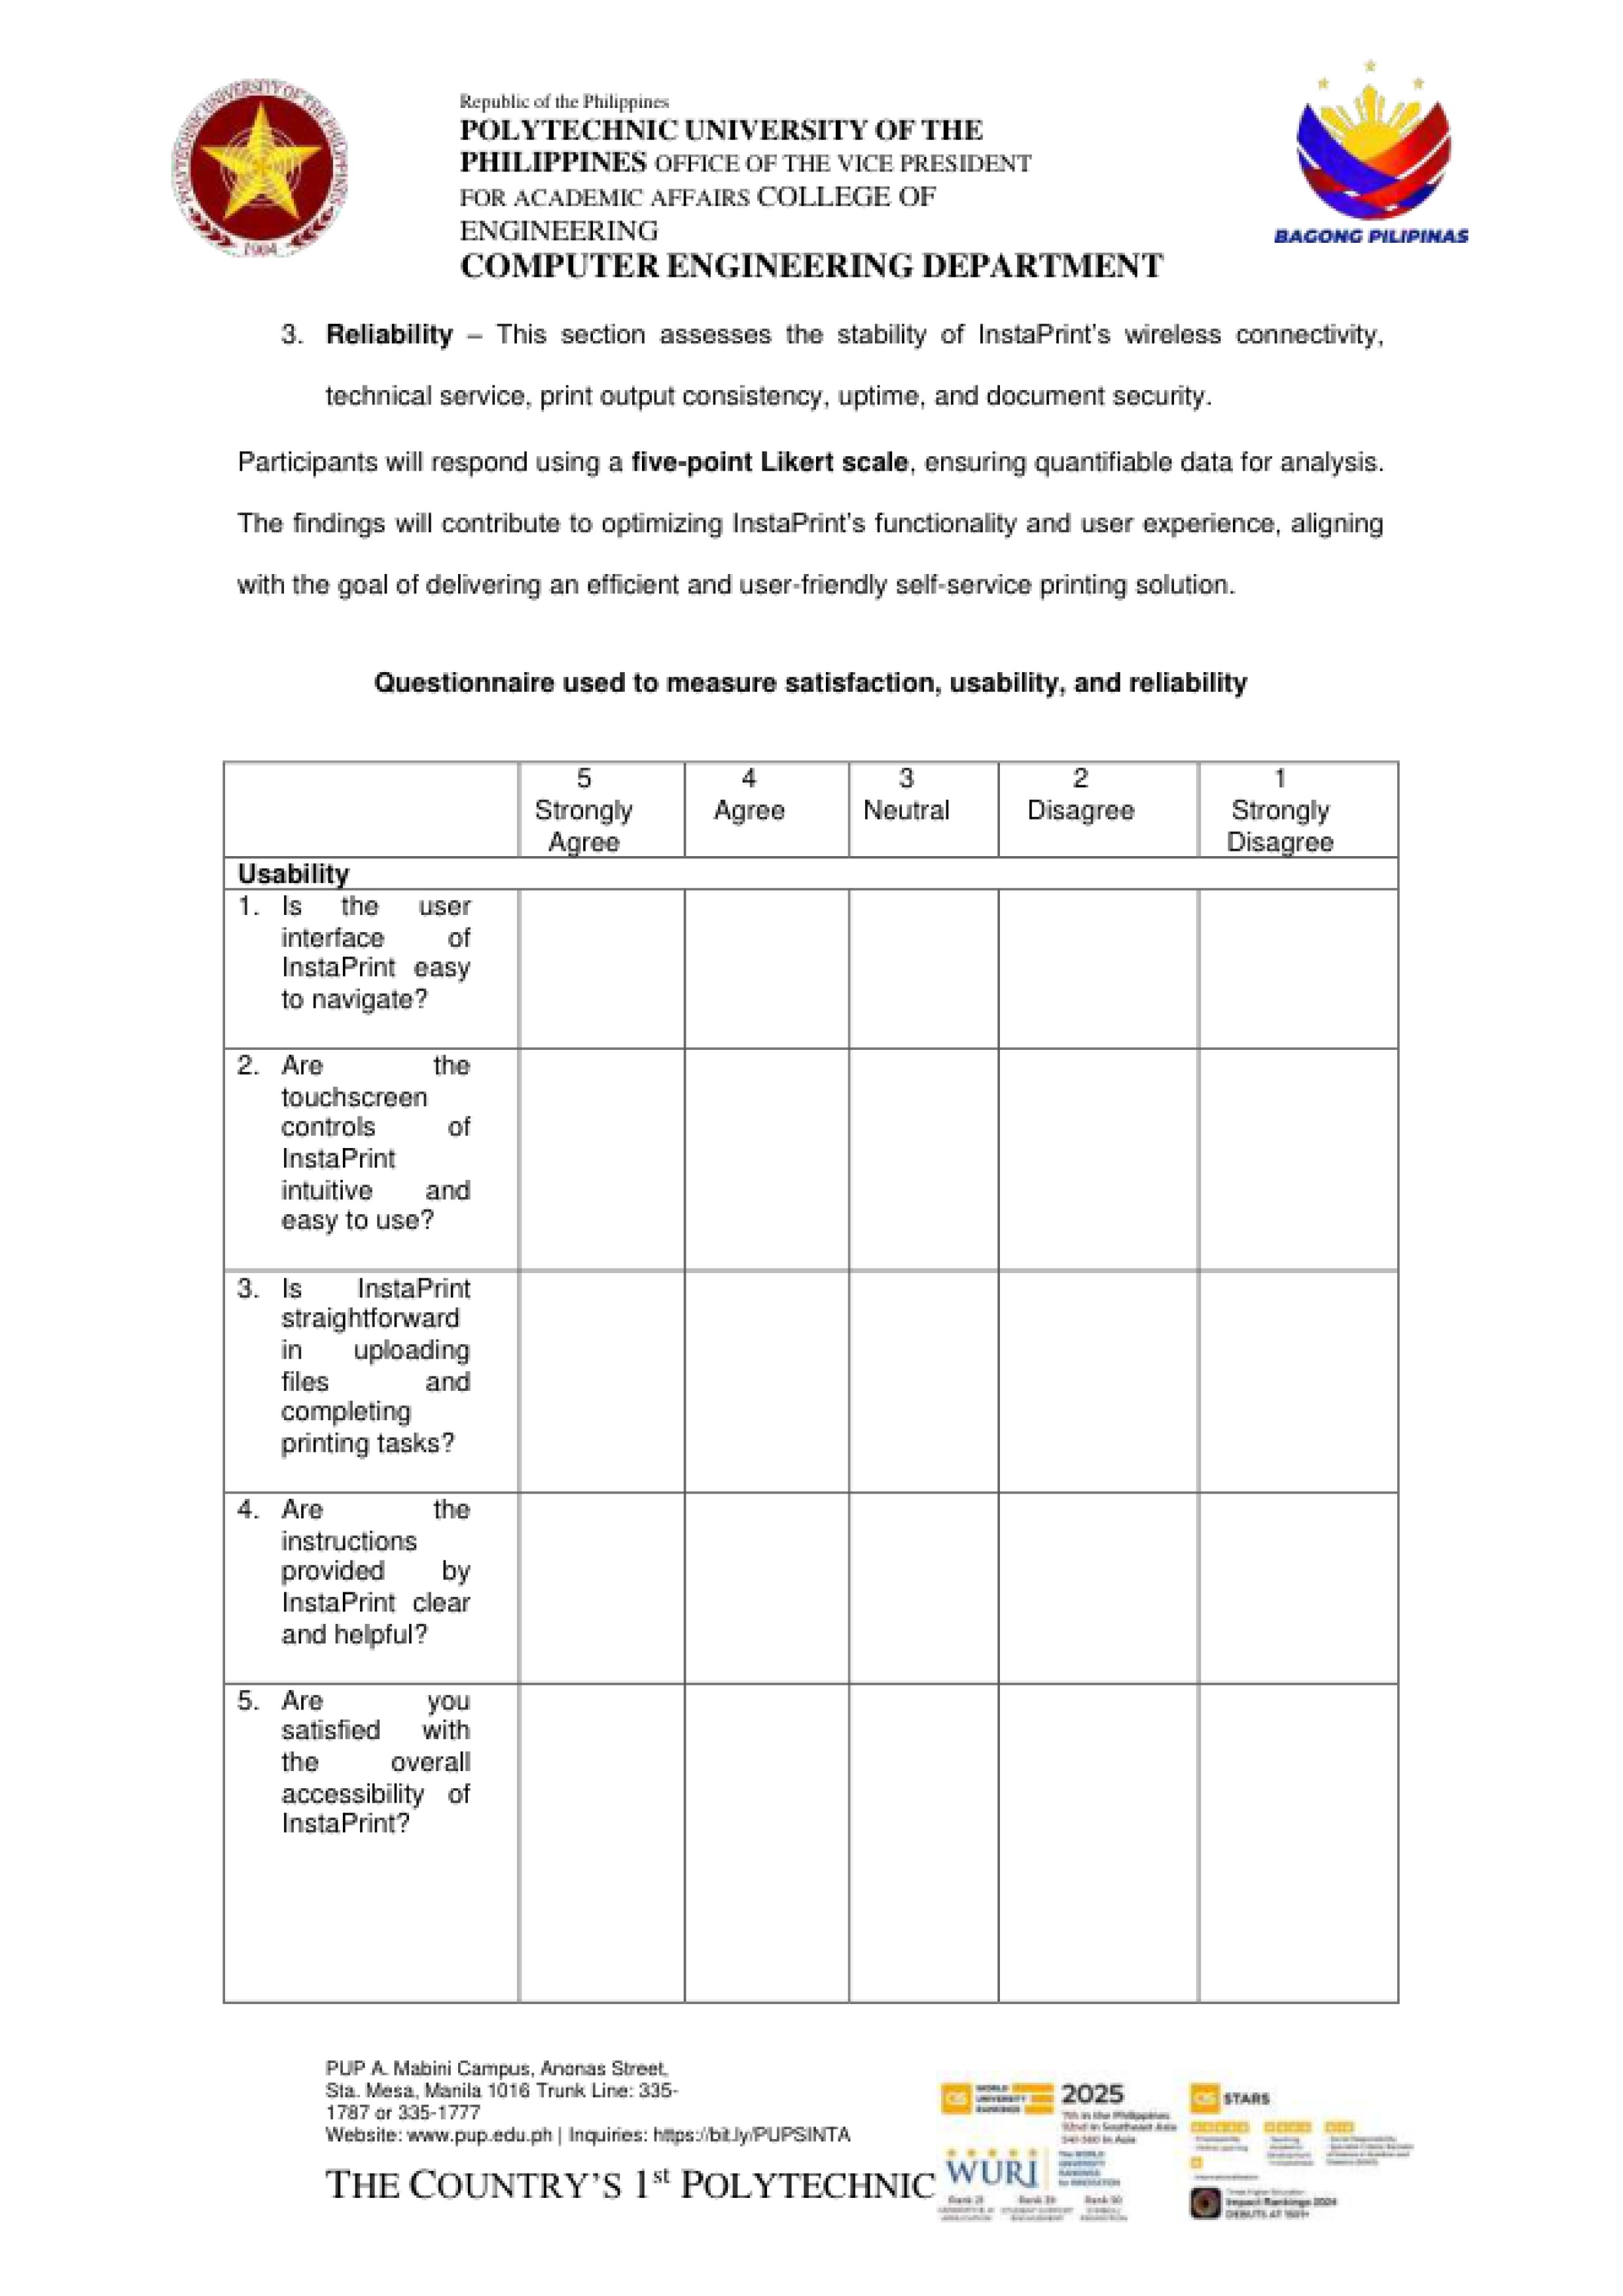 POLYTECHNIC UNIVERSITY OF THE PHILIPPINES
1904
Republic of the Philippines
POLYTECHNIC UNIVERSITY OF THE
PHILIPPINES OFFICE OF THE VICE PRESIDENT
FOR ACADEMIC AFFAIRS COLLEGE OF
ENGINEERING
COMPUTER ENGINEERING DEPARTMENT
BAGONG PILIPINAS
3. Reliability – This section assesses the stability of InstaPrint’s wireless connectivity,
technical service, print output consistency, uptime, and document security.
Participants will respond using a five-point Likert scale, ensuring quantifiable data for analysis.
The findings will contribute to optimizing InstaPrint’s functionality and user experience, aligning
with the goal of delivering an efficient and user-friendly self-service printing solution.
Questionnaire used to measure satisfaction, usability, and reliability
5 4 3 2 1
Strongly Agree Neutral Disagree Strongly
Agree Disagree
Usability
1. Is the user
interface of
InstaPrint easy
to navigate?
2. Are the
touchscreen
controls of
InstaPrint
intuitive and
easy to use?
3. Is InstaPrint
straightforward
in uploading
files and
completing
printing tasks?
4. Are the
instructions
provided by
InstaPrint clear
and helpful?
5. Are you
satisfied with
the overall
accessibility of
InstaPrint?
PUP A. Mabini Campus, Anonas Street,
Sta. Mesa, Manila 1016 Trunk Line: 335-
1787 or 335-1777
Website: www.pup.edu.ph | Inquiries: https://bit.ly/PUPSINTA
THE COUNTRY’S 1st POLYTECHNIC
WORLD
UNIVERSITY
RANKINGS
2025
7th in the Philippines
92nd in Southeast Asia
STARS
WURI
Impact Rankings 2024